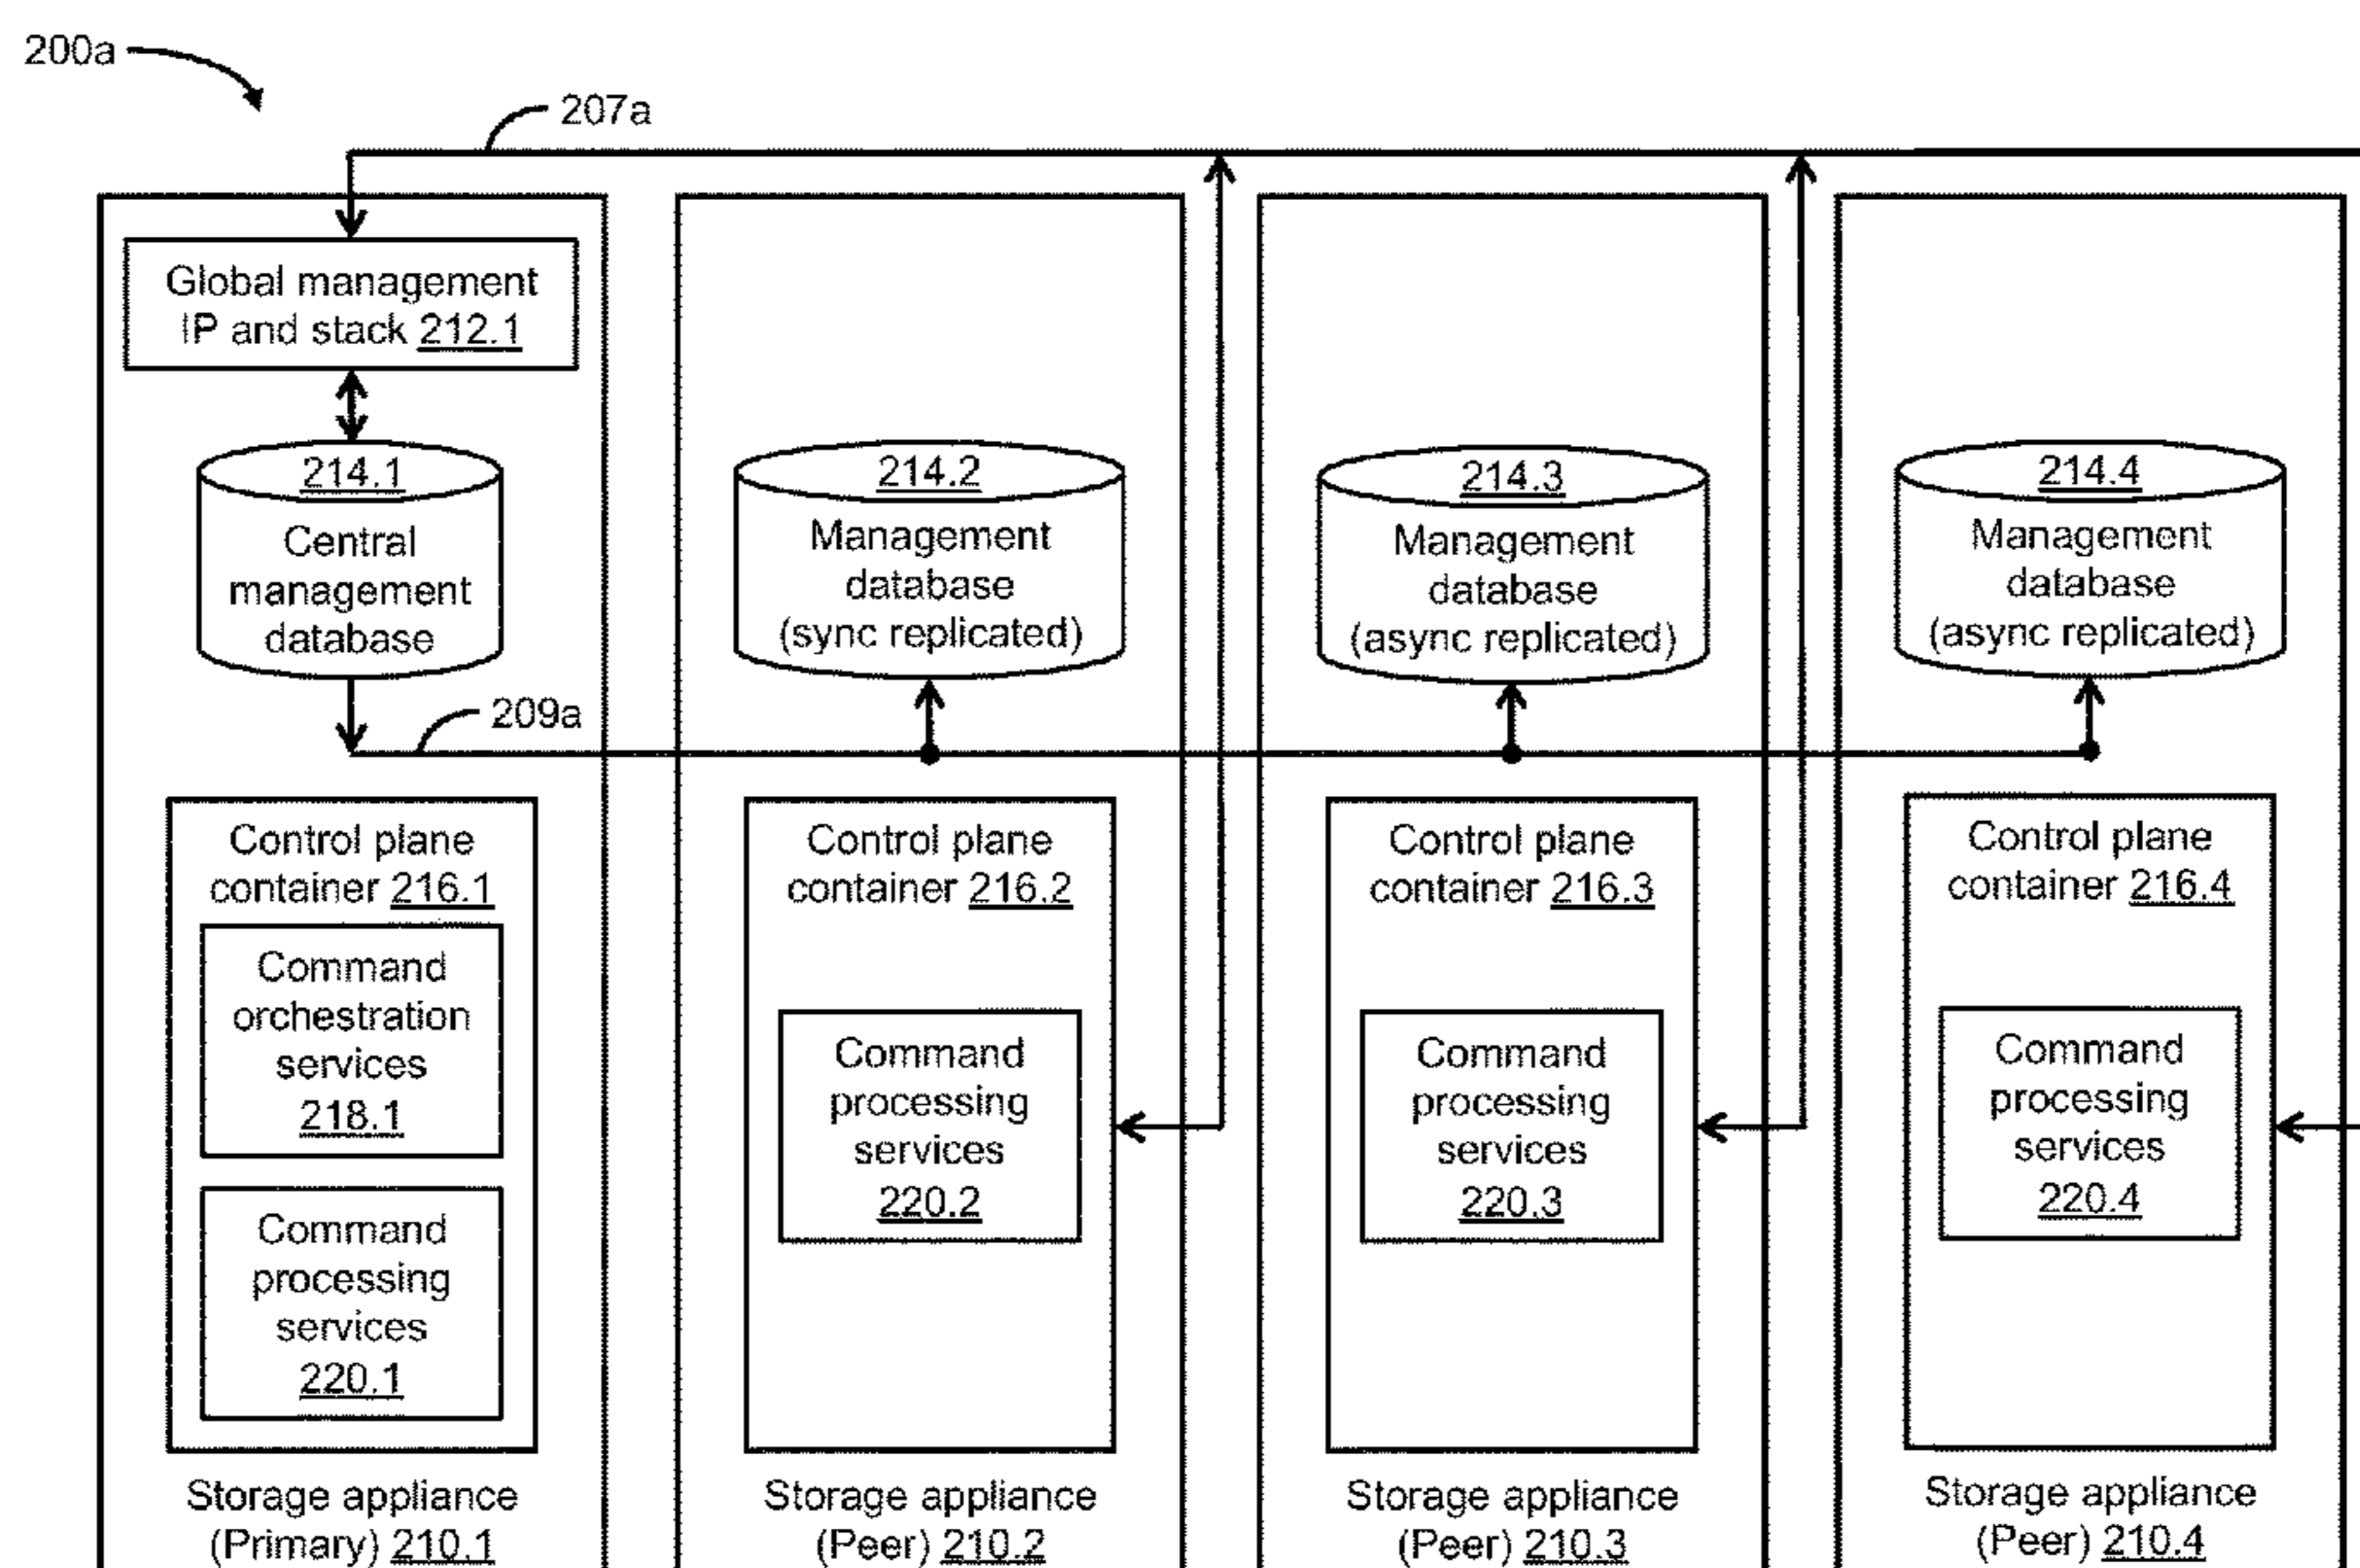 200a
207a
Global management
IP and stack 212.1
214.1
Central
management
database
214.2
Management
database
(sync replicated)
214.3
Management
database
(async replicated)
214.4
Management
database
(async replicated)
209a
Control plane
container 216.1
Command
orchestration
services
218.1
Command
processing
services
220.1
Storage appliance
(Primary) 210.1
Control plane
container 216.2
Command
processing
services
220.2
Storage appliance
(Peer) 210.2
Control plane
container 216.3
Command
processing
services
220.3
Storage appliance
(Peer) 210.3
Control plane
container 216.4
Command
processing
services
220.4
Storage appliance
(Peer) 210.4